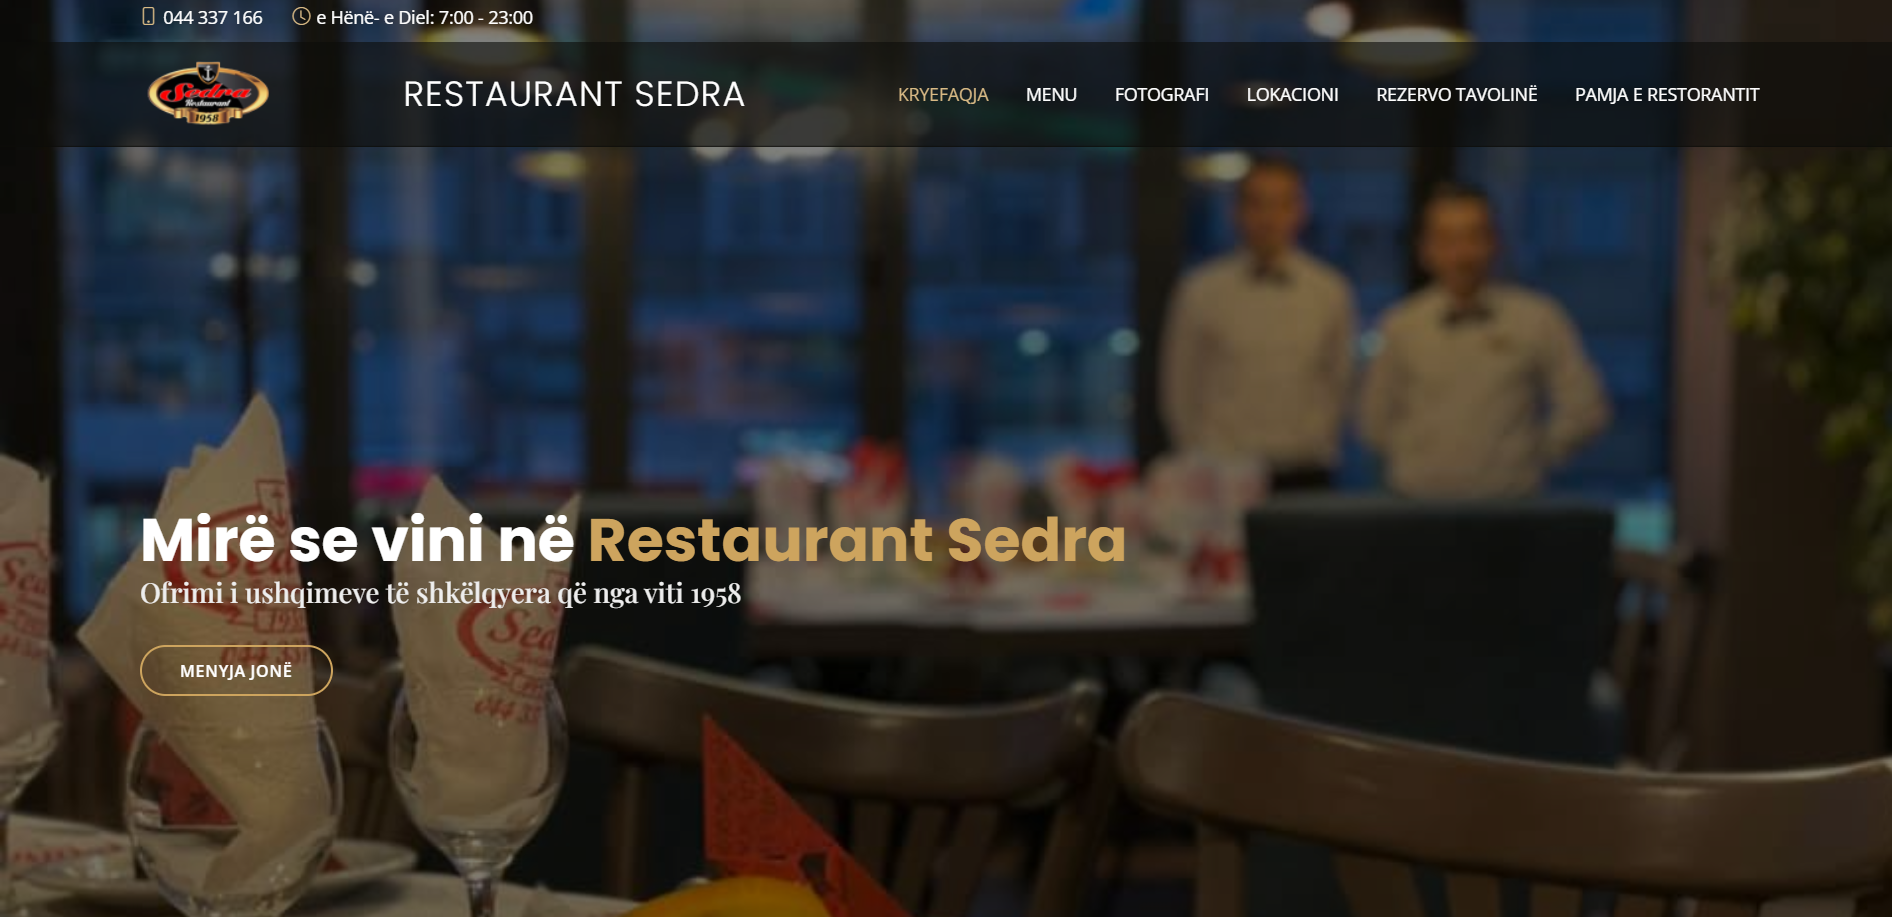 044 337 166
e Hënë- e Diel: 7:00 - 23:00
Sedra
Restaurant
1958
RESTAURANT SEDRA
KRYEFAQJA
MENU
FOTOGRAFI
LOKACIONI
REZERVO TAVOLINË
PAMJA E RESTORANTIT
Mirë se vini në Restaurant Sedra
Ofrimi i ushqimeve të shkëlqyera që nga viti 1958
MENYJA JONË